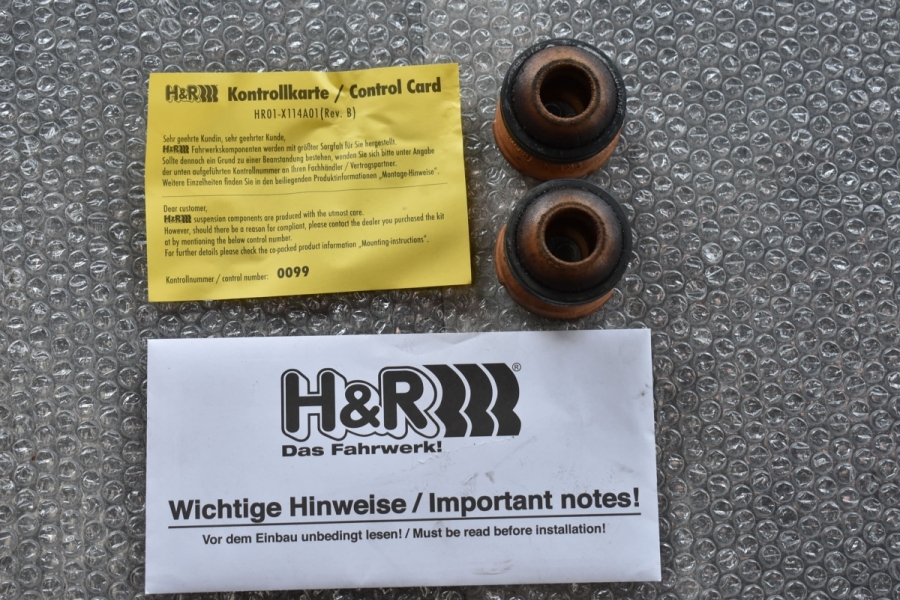 H&R Kontrollkarte / Control Card
HR01-X114A01(Rev. B)
Sehr geehrte Kundin, sehr geehrter Kunde,
H&R Fahrwerkskomponenten werden mit größter Sorgfalt für Sie hergestellt.
Sollte dennoch ein Grund zu einer Beanstandung bestehen, wenden Sie sich bitte unter Angabe
der unten aufgeführten Kontrollnummer an Ihren Fachhändler / Vertragspartner.
Weitere Einzelheiten finden Sie in den beiliegenden Produktinformationen „Montage-Hinweise".
Dear customer,
H&R suspension components are produced with the utmost care.
However, should there be a reason for compliant, please contact the dealer you purchased the kit
at by mentioning the below control number.
For further details please check the co-packed product information „Mounting-instructions".
Kontrollnummer / control number: 0099
H&R®
Das Fahrwerk!
Wichtige Hinweise / Important notes!
Vor dem Einbau unbedingt lesen! / Must be read before installation!